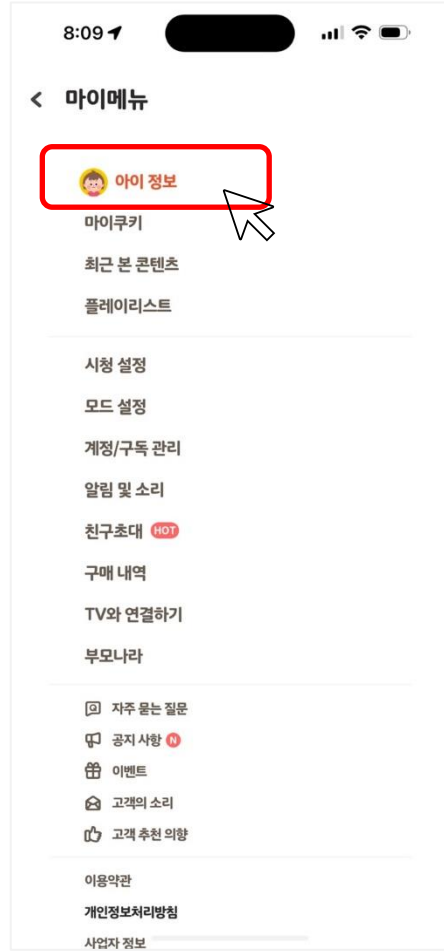 8:09
마이메뉴
아이 정보
마이쿠키
최근 본 콘텐츠
플레이리스트
시청 설정
모드 설정
계정/구독 관리
알림 및 소리
친구초대 HOT
구매 내역
TV와 연결하기
부모나라
자주 묻는 질문
공지 사항 N
이벤트
고객의 소리
고객 추천 의향
이용약관
개인정보처리방침
사업자 정보